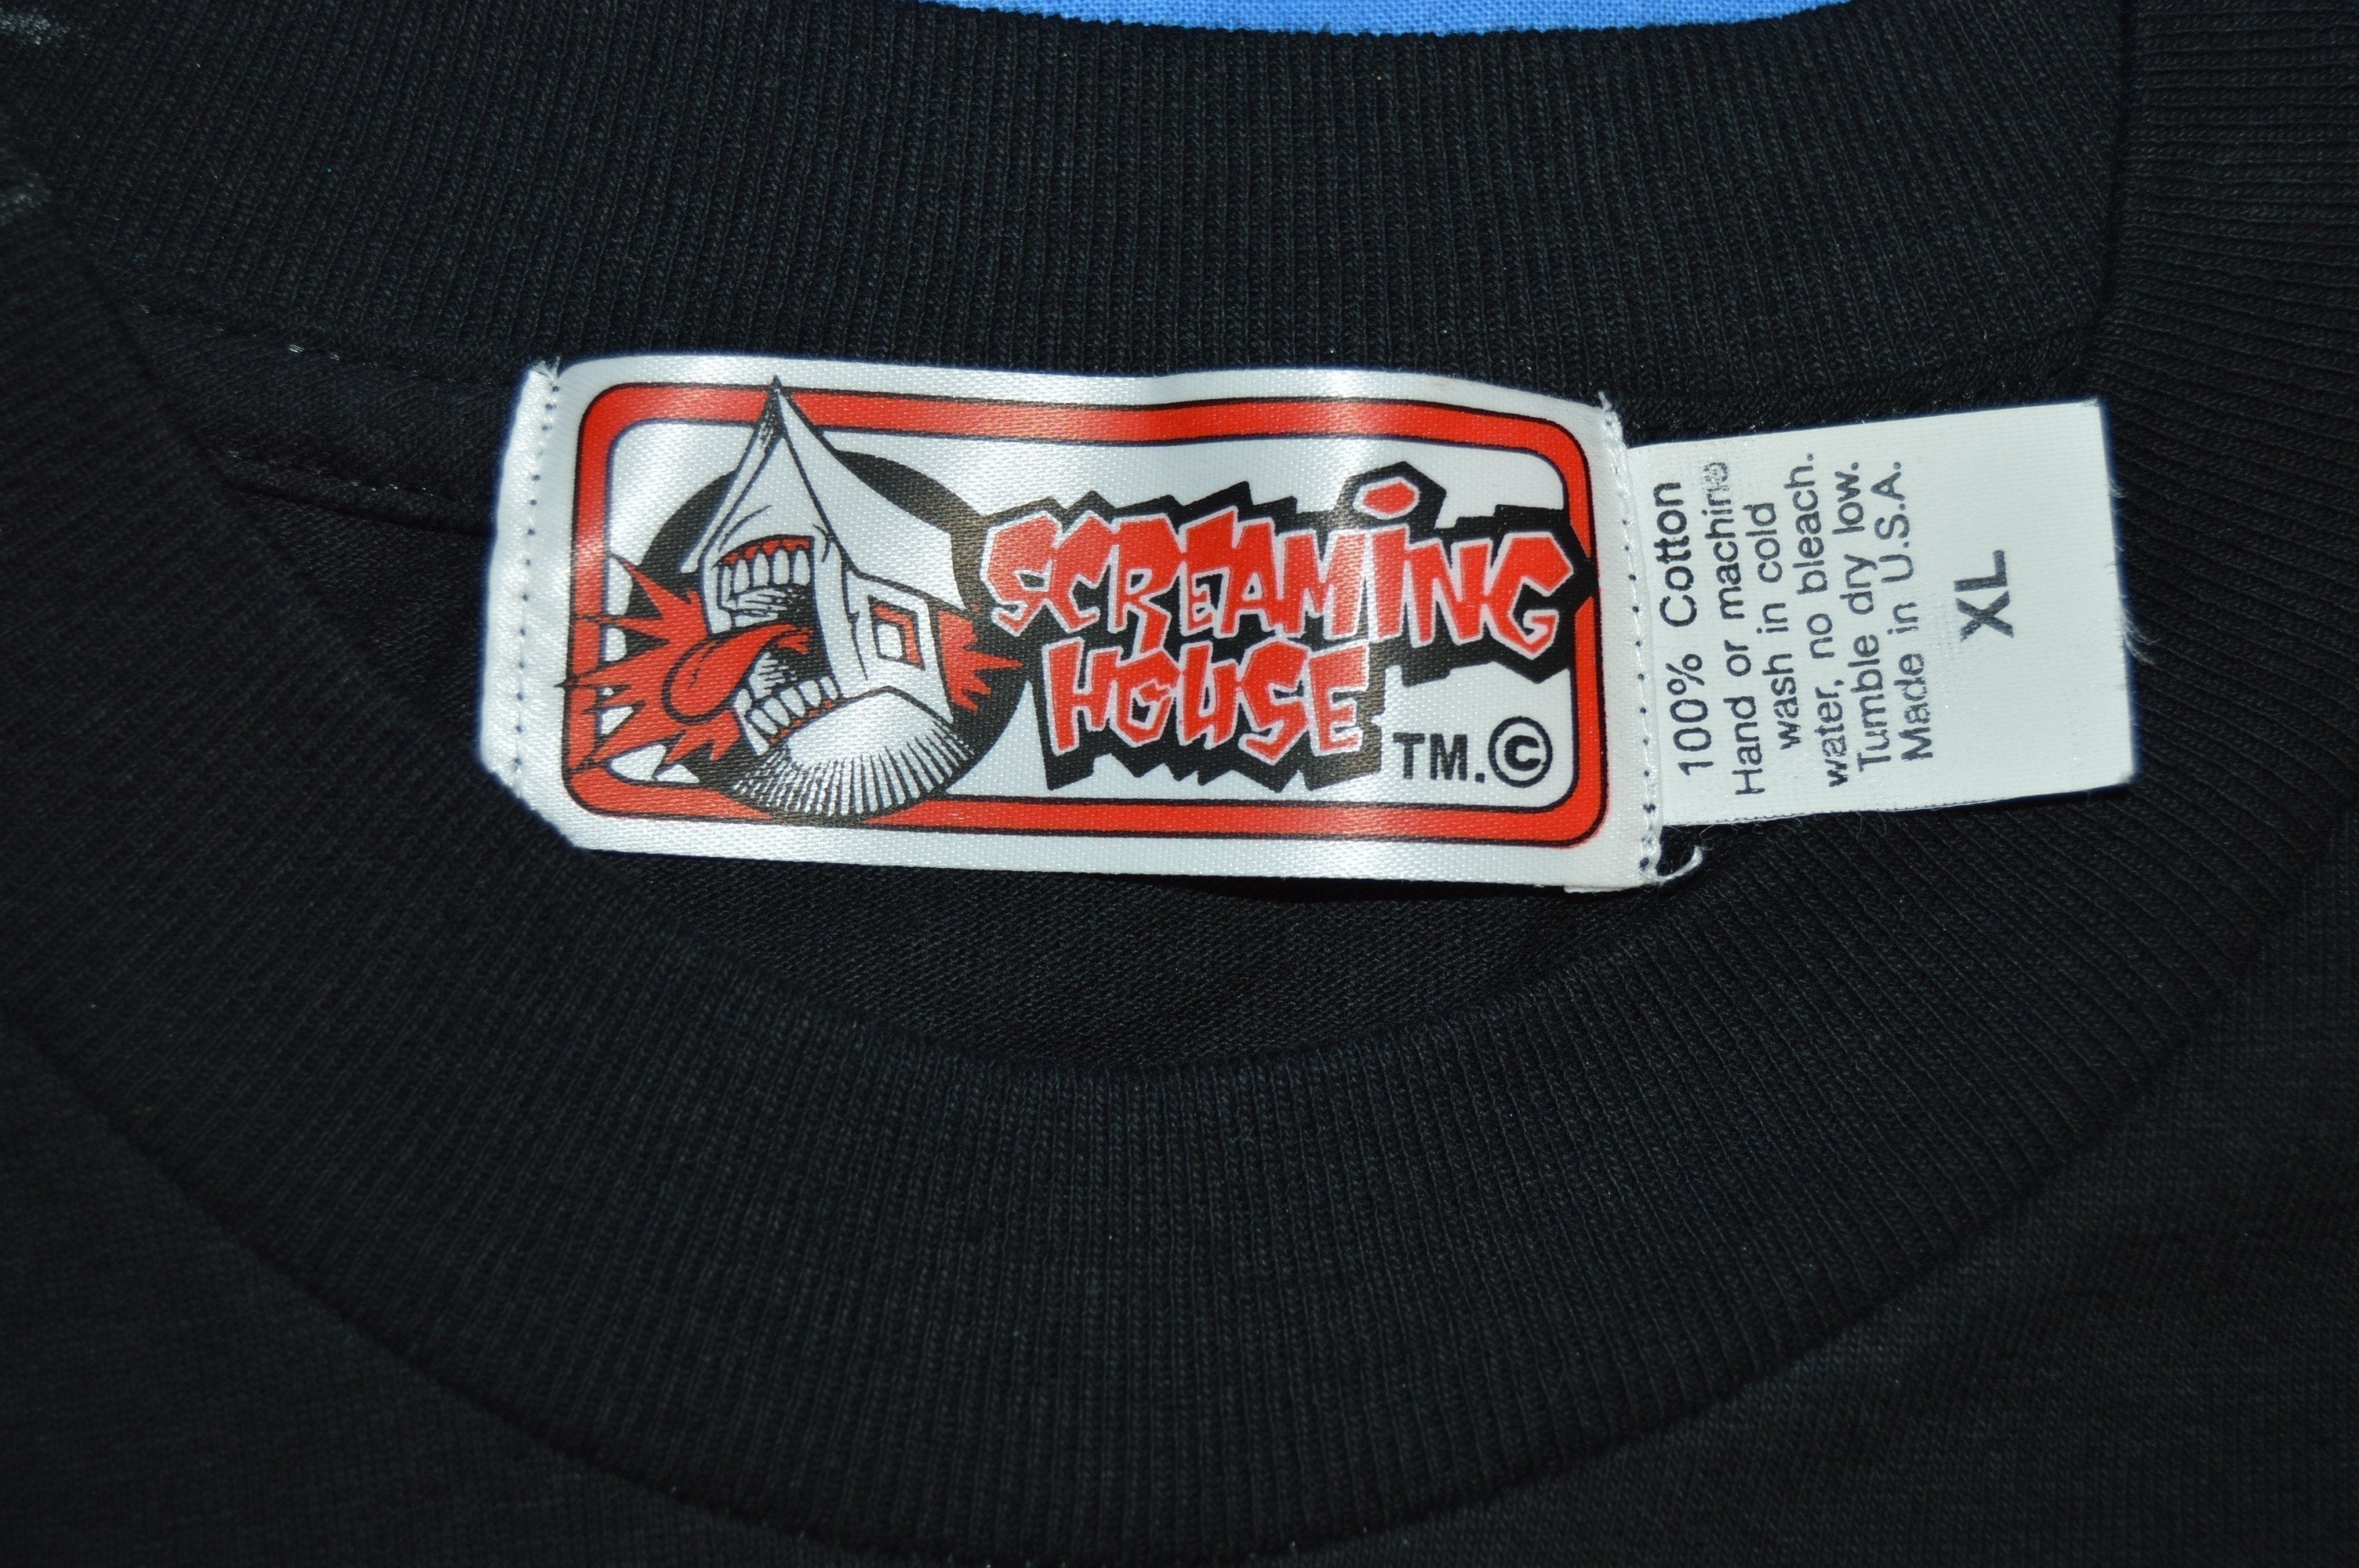 SCREAMING
HOUSE
TM.©
100% Cotton
Hand or machine
wash in cold
water, no bleach.
Tumble dry low.
Made in U.S.A.
XL